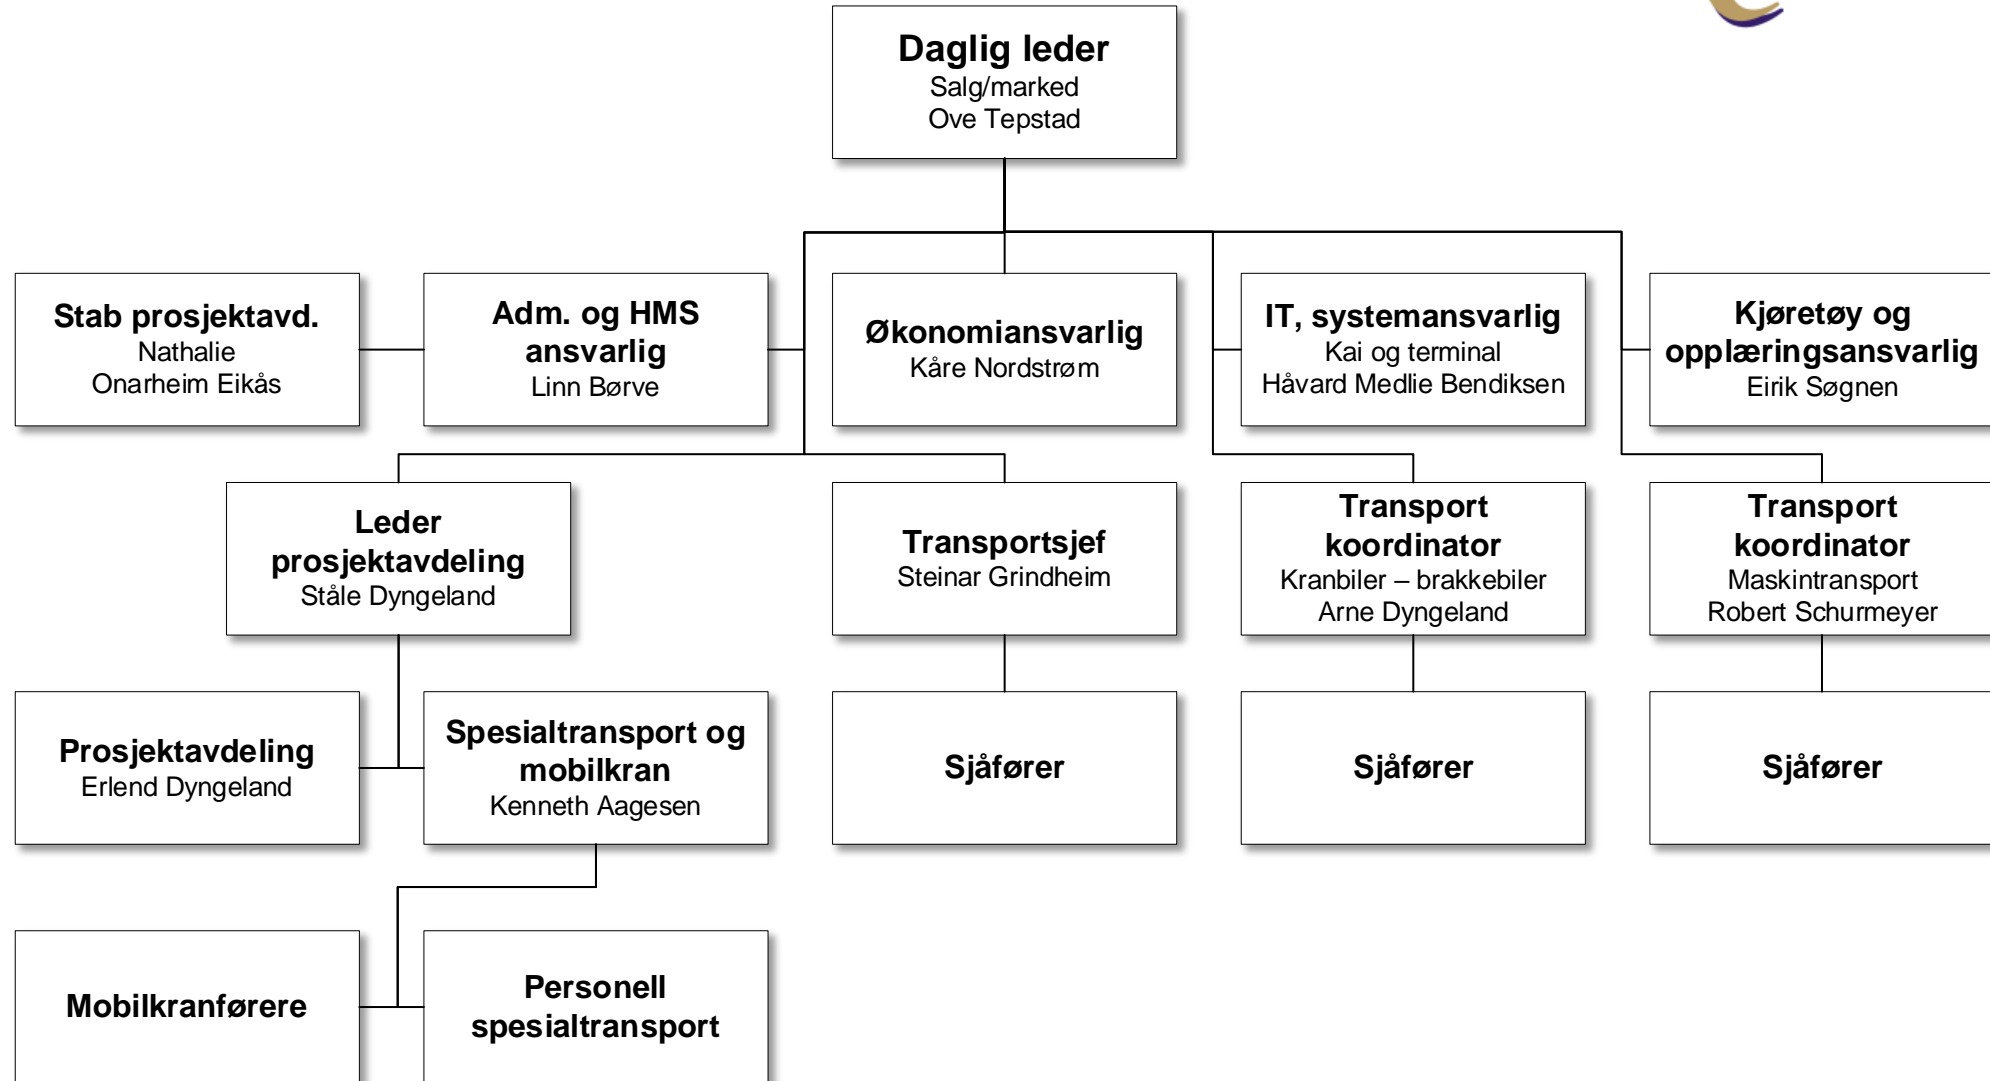 Daglig leder
Salg/marked
Ove Tepstad
Stab prosjektavd.
Nathalie
Onarheim Eikås
Adm. og HMS
ansvarlig
Linn Børve
Økonomiansvarlig
Kåre Nordstrøm
IT, systemansvarlig
Kai og terminal
Håvard Medlie Bendiksen
Kjøretøy og
opplæringsansvarlig
Eirik Søgnen
Leder
prosjektavdeling
Ståle Dyngeland
Transportsjef
Steinar Grindheim
Transport
koordinator
Kranbiler – brakkebiler
Arne Dyngeland
Transport
koordinator
Maskintransport
Robert Schurmeyer
Prosjektavdeling
Erlend Dyngeland
Spesialtransport og
mobilkran
Kenneth Aagesen
Sjåfører
Sjåfører
Sjåfører
Mobilkranførere
Personell
spesialtransport